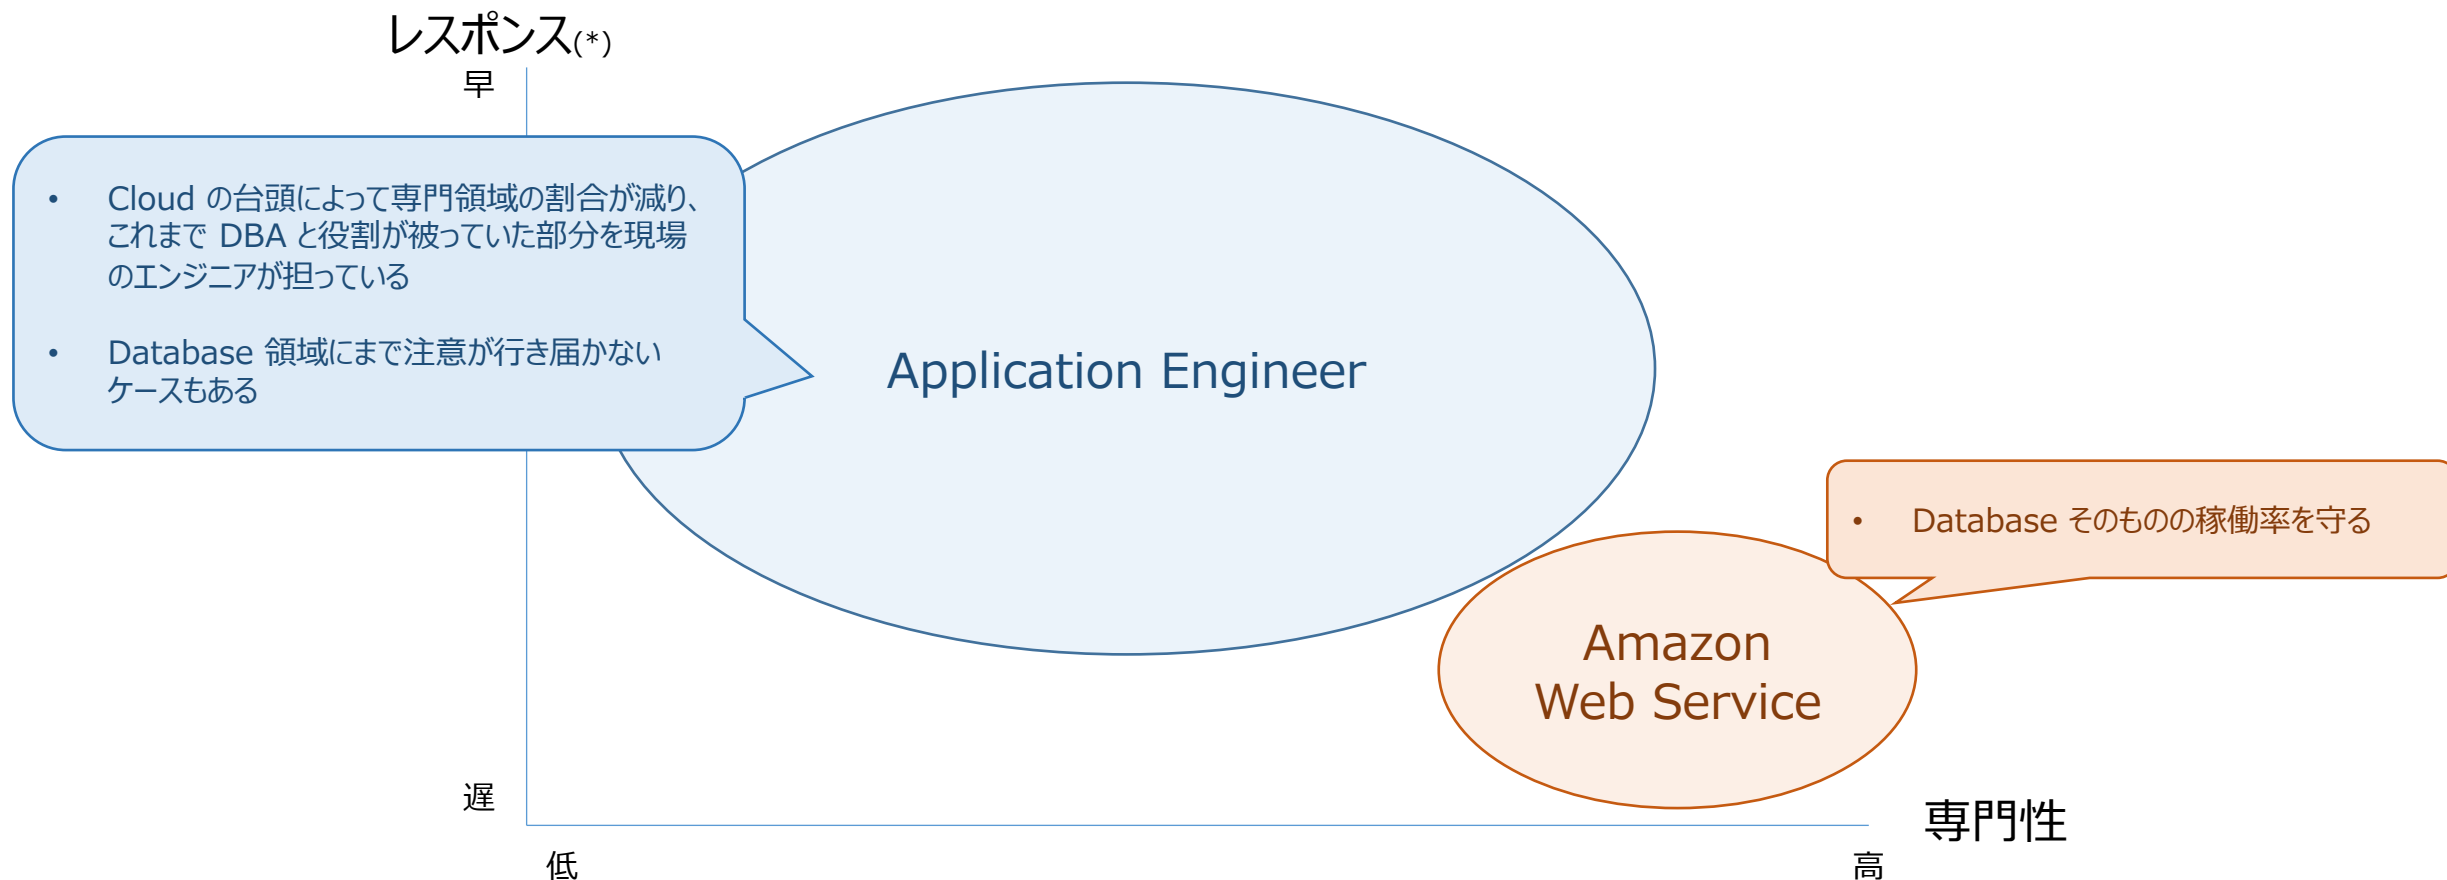 レスポンス(*)
早
• Cloud の台頭によって専門領域の割合が減り、
これまで DBA と役割が被っていた部分を現場
のエンジニアが担っている
• Database 領域にまで注意が行き届かない
ケースもある
Application Engineer
• Database そのものの稼働率を守る
Amazon
Web Service
遅
専門性
低
高